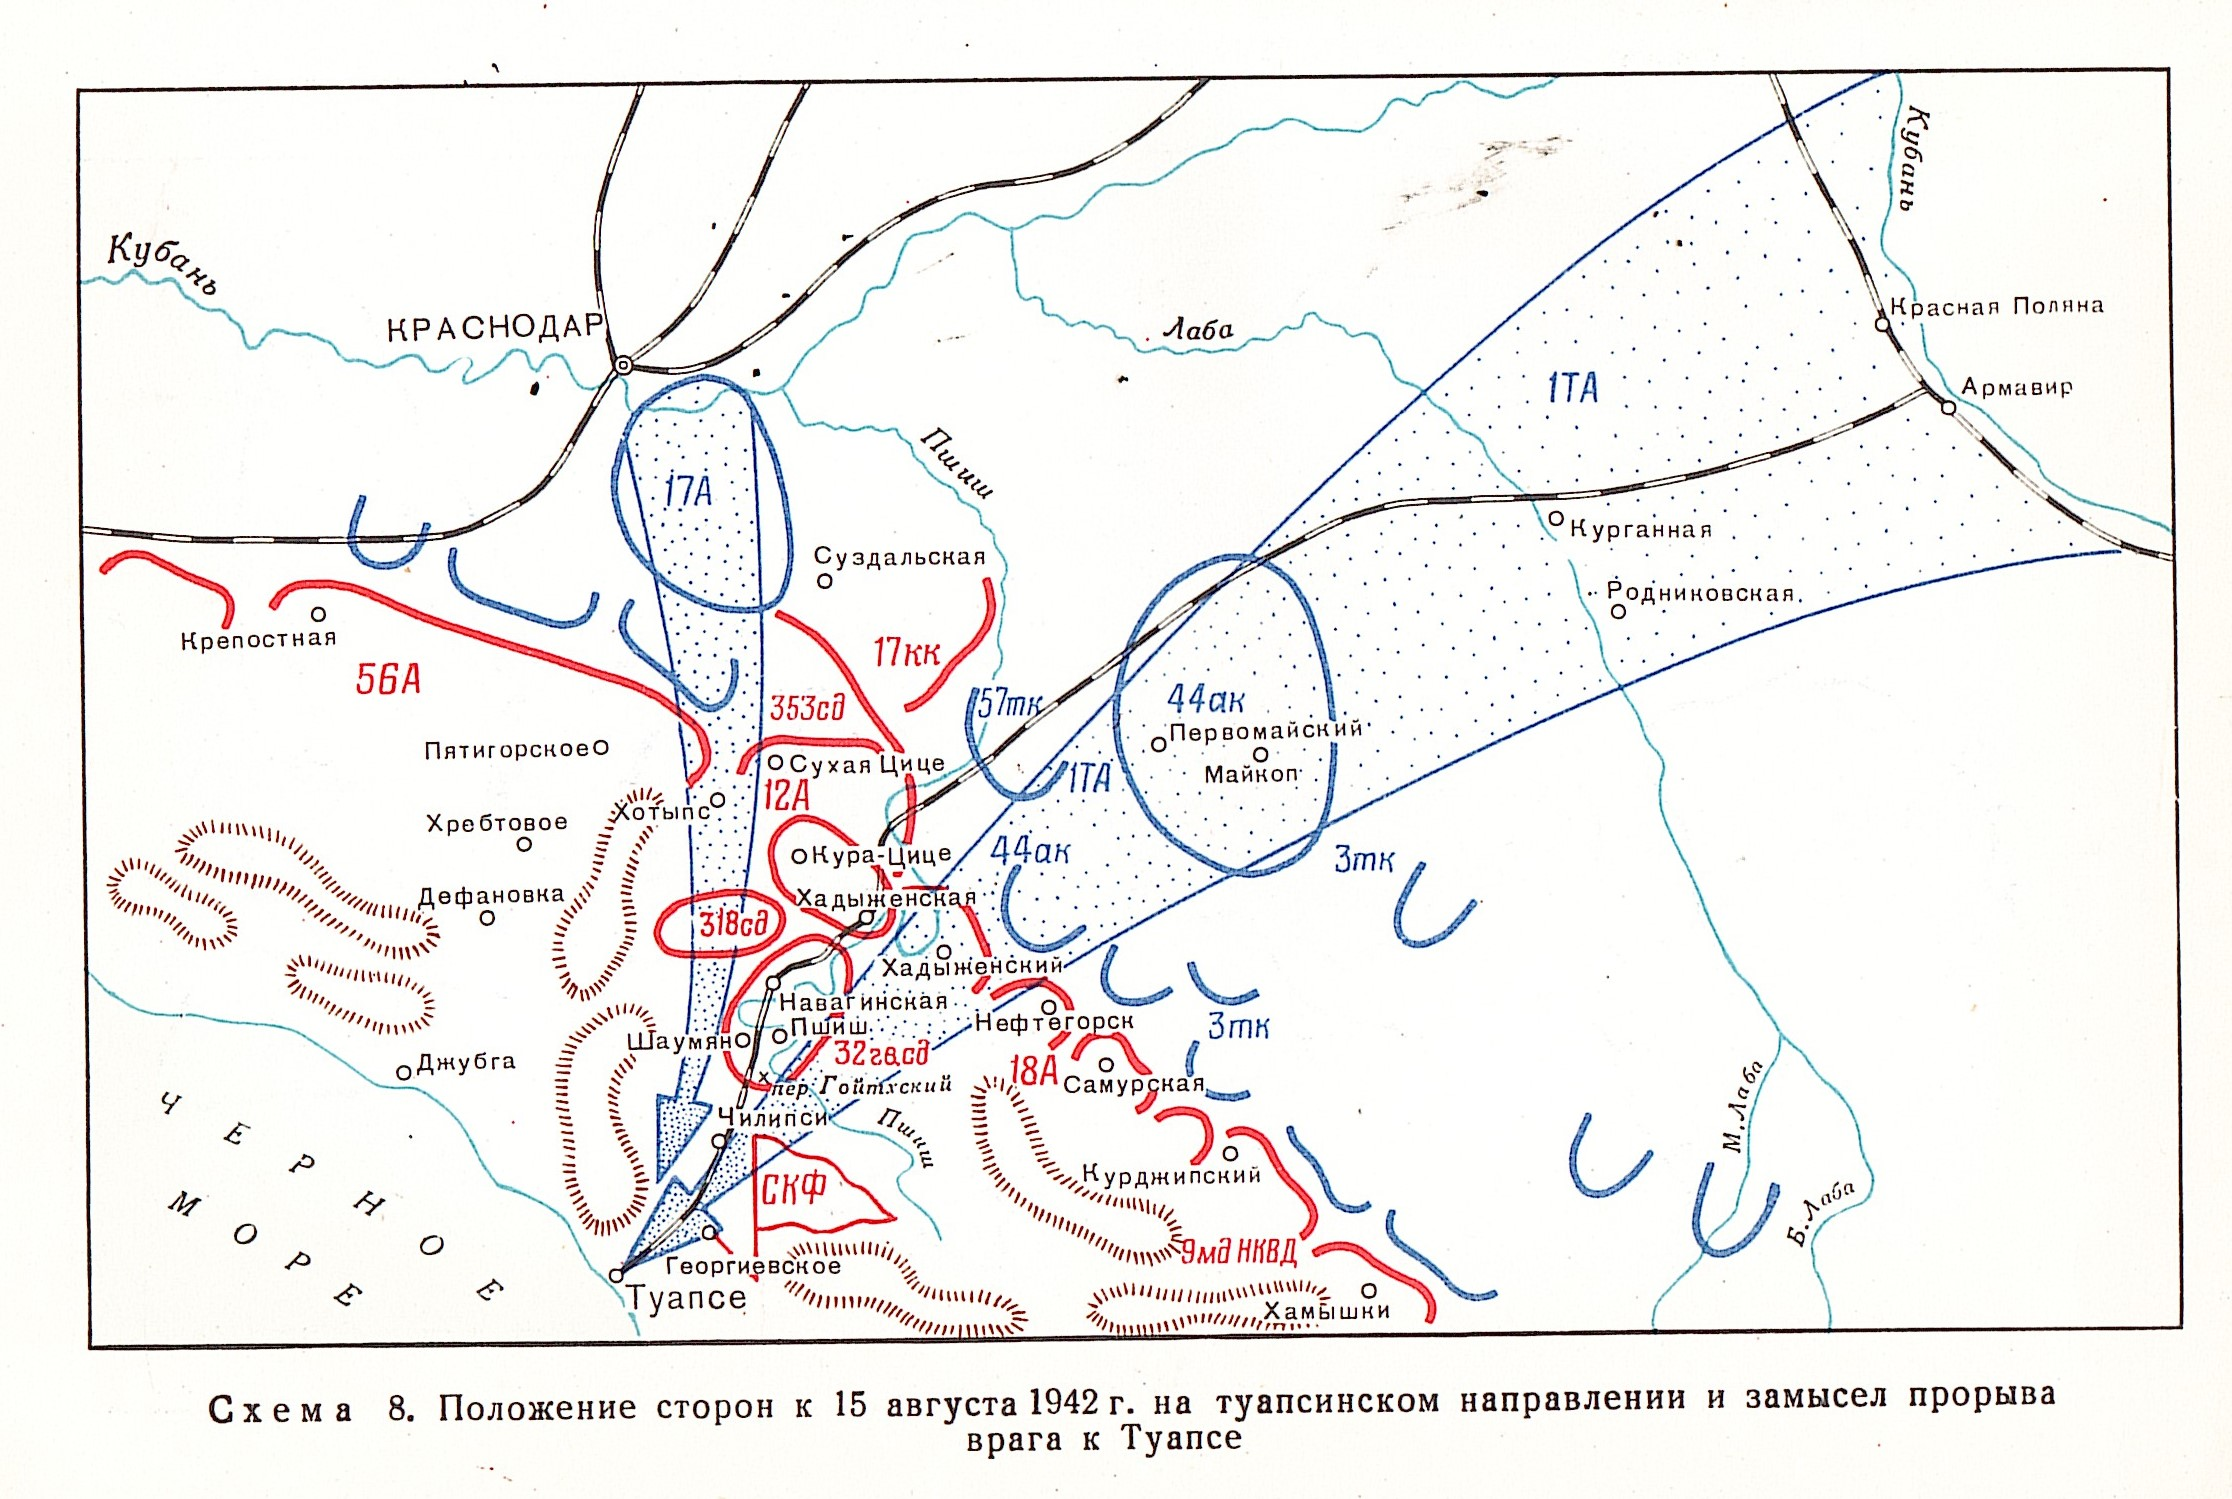 Кубань
Кубань
КРАСНОДАР
Лаба
Красная Поляна
Армавир
1ТА
Пшиш
17А
Курганная
Суздальская
Родниковская
Крепостная
56А
17кк
353сд
57тк
44ак
Первомайский
Майкоп
Пятигорское
Сухая Цице
1ТА
12А
Хотыпс
Хребтовое
Кура-Цице
44ак
3тк
Дефановка
Хадыженская
318сд
Хадыженский
Навагинская
Нефтегорск
3тк
Пшиш
Шаумян
32гв.сд
Джубга
18А
Самурская
пер. Гойтхский
Чилипси
Пшиш
М. Лаба
Б. Лаба
ЧЕРНОЕ
МОРЕ
СКФ
Курджипский
9мд НКВД
Георгиевское
Туапсе
Хамышки
Схема 8. Положение сторон к 15 августа 1942 г. на туапсинском направлении и замысел прорыва
врага к Туапсе